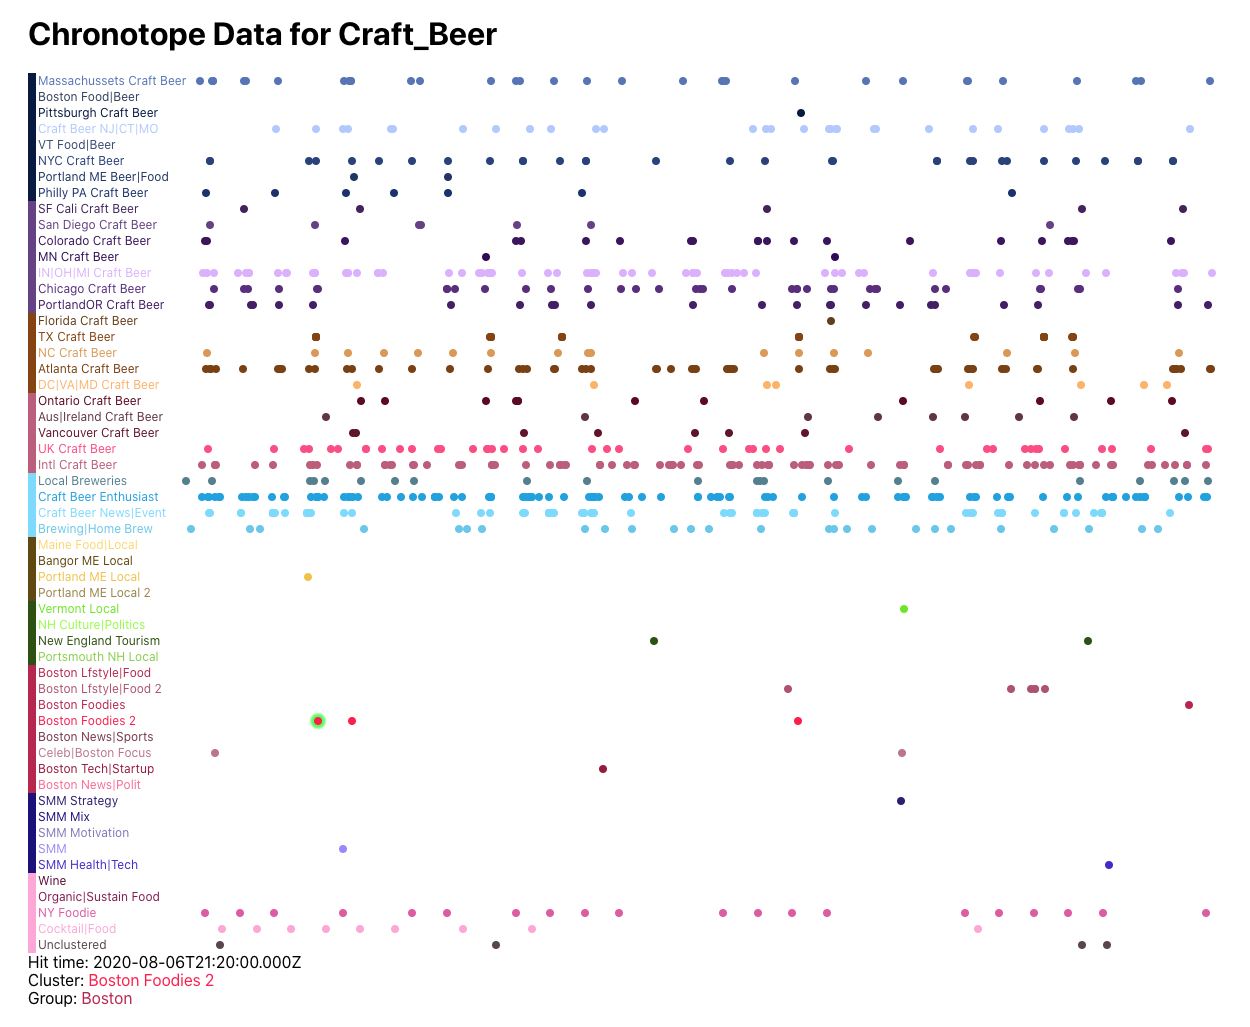 Chronotope Data for Craft_Beer
Massachussets Craft Beer
Boston Food|Beer
Pittsburgh Craft Beer
Craft Beer NJ|CT|MO
VT Food|Beer
NYC Craft Beer
Portland ME Beer|Food
Philly PA Craft Beer
SF Cali Craft Beer
San Diego Craft Beer
Colorado Craft Beer
MN Craft Beer
IN|OH|MI Craft Beer
Chicago Craft Beer
PortlandOR Craft Beer
Florida Craft Beer
TX Craft Beer
NC Craft Beer
Atlanta Craft Beer
DC|VA|MD Craft Beer
Ontario Craft Beer
Aus|Ireland Craft Beer
Vancouver Craft Beer
UK Craft Beer
Intl Craft Beer
Local Breweries
Craft Beer Enthusiast
Craft Beer News|Event
Brewing|Home Brew
Maine Food|Local
Bangor ME Local
Portland ME Local
Portland ME Local 2
Vermont Local
NH Culture|Politics
New England Tourism
Portsmouth NH Local
Boston Lfstyle|Food
Boston Lfstyle|Food 2
Boston Foodies
Boston Foodies 2
Boston News|Sports
Celeb|Boston Focus
Boston Tech|Startup
Boston News|Polit
SMM Strategy
SMM Mix
SMM Motivation
SMM
SMM Health|Tech
Wine
Organic|Sustain Food
NY Foodie
Cocktail|Food
Unclustered
Hit time: 2020-08-06T21:20:00.000Z
Cluster: Boston Foodies 2
Group: Boston